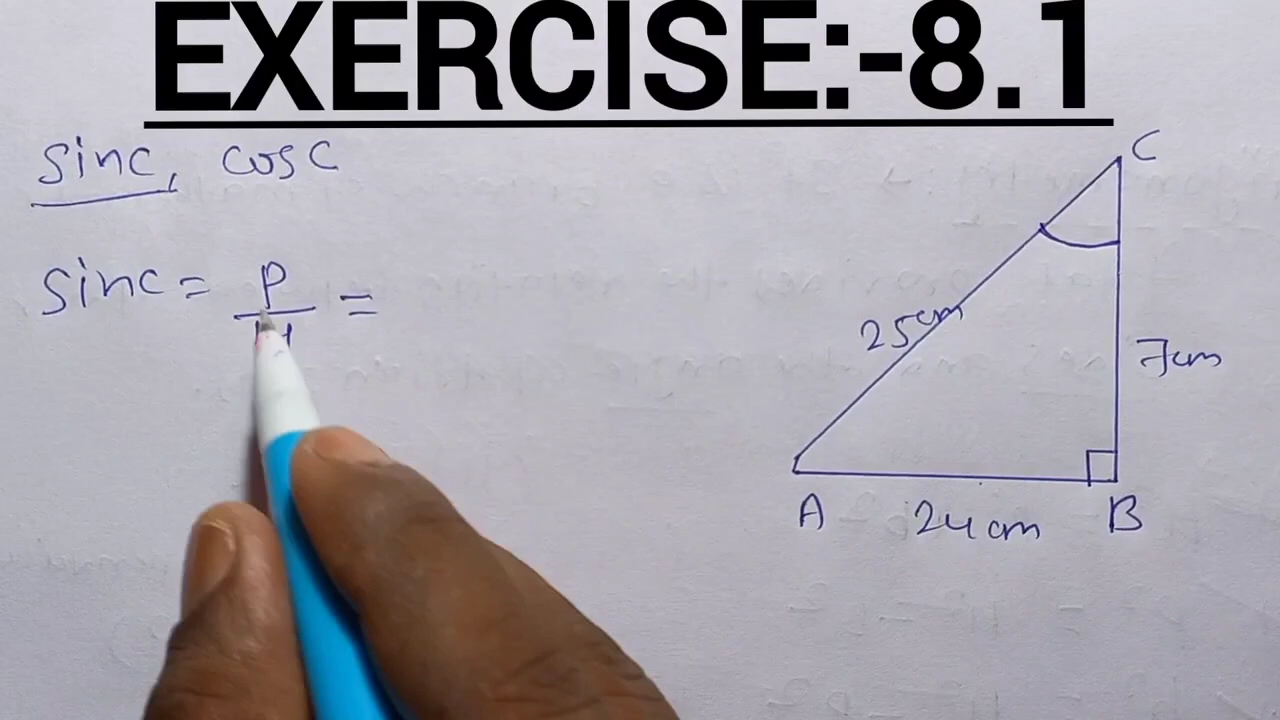 EXERCISE:-8.1
sinc, cosc
C
sinc = P/H =
25cm
7cm
A 24cm B